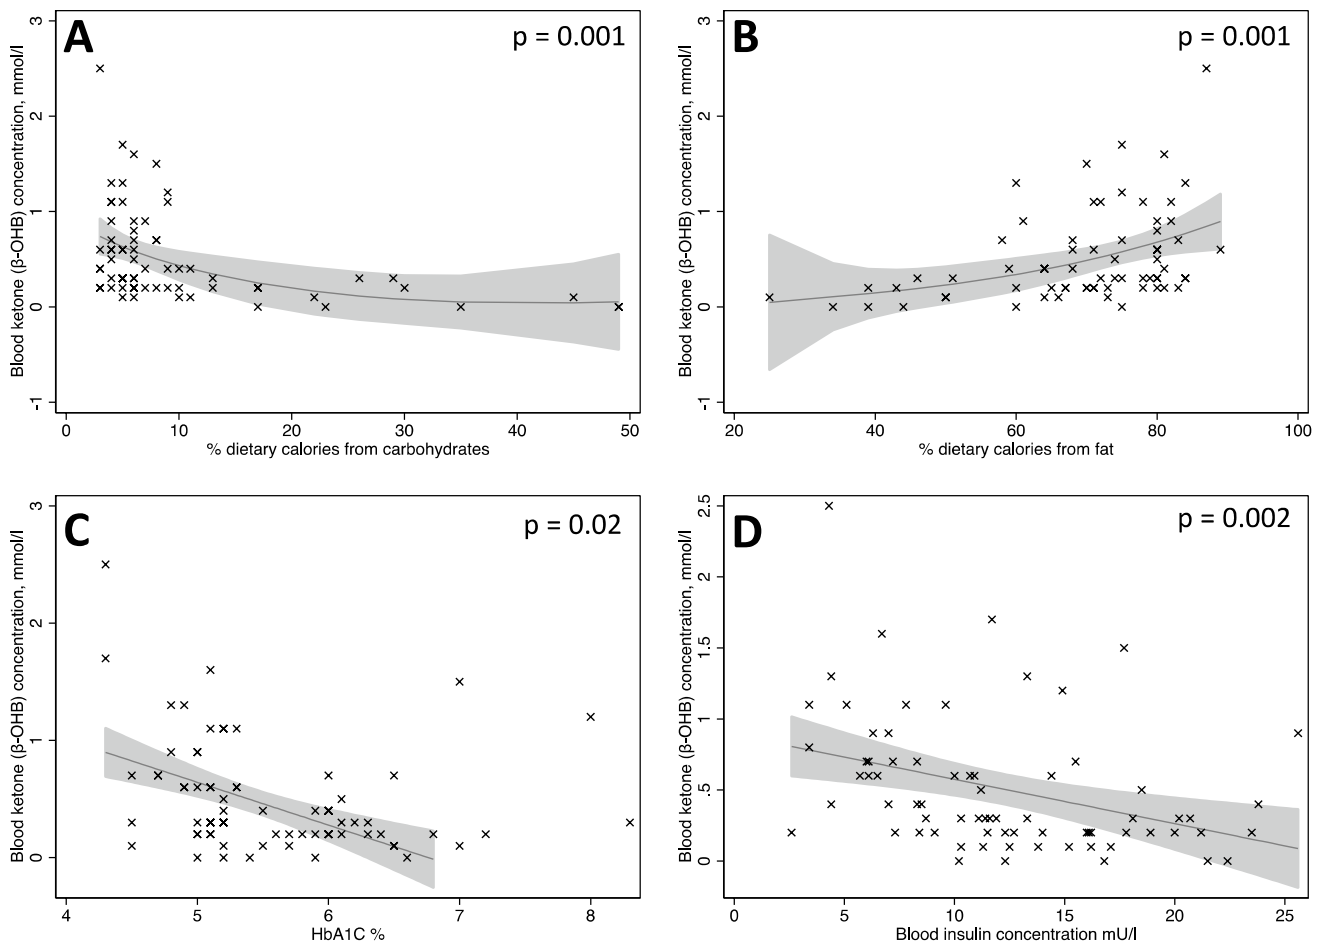 A
p = 0.001
Blood ketone (β-OHB) concentration, mmol/l
3
2
1
0
-1
0 10 20 30 40 50
% dietary calories from carbohydrates
B
p = 0.001
Blood ketone (β-OHB) concentration, mmol/l
3
2
1
0
-1
20 40 60 80 100
% dietary calories from fat
C
p = 0.02
Blood ketone (β-OHB) concentration, mmol/l
3
2
1
0
4 5 6 7 8
HbA1C %
D
p = 0.002
Blood ketone (β-OHB) concentration, mmol/l
2.5
2
1.5
1
.5
0
0 5 10 15 20 25
Blood insulin concentration mU/l